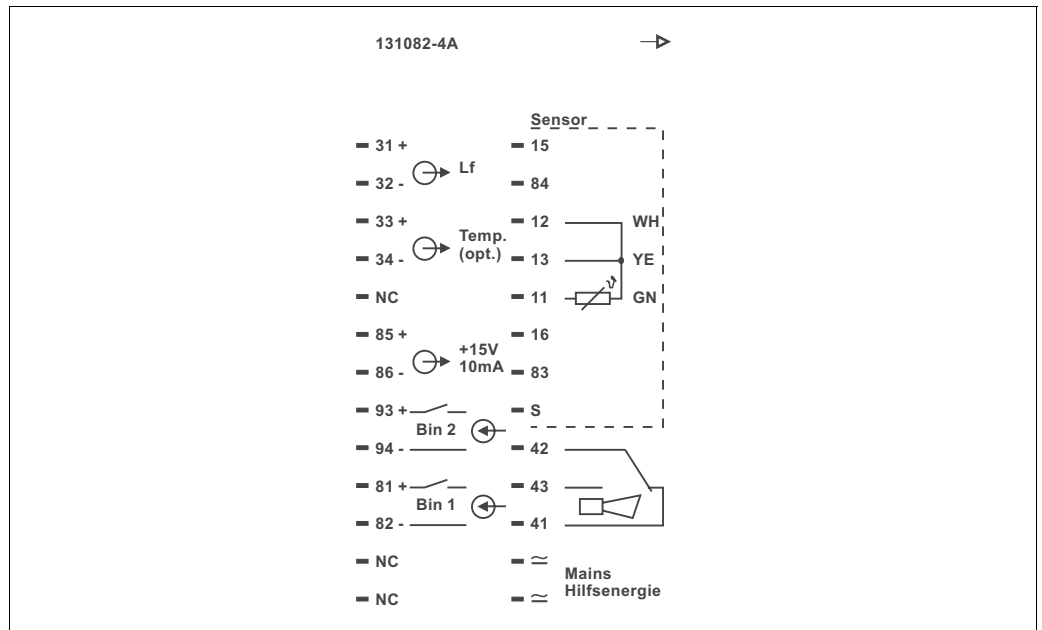 131082-4A
Sensor
31 +
Lf
32 -
33 +
Temp.
(opt.)
34 -
NC
85 +
+15V
10mA
86 -
93 +
Bin 2
94 -
81 +
Bin 1
82 -
NC
NC
15
84
12 WH
13 YE
ϑ
11 GN
16
83
S
42
43
41
≃
≃
Mains
Hilfsenergie